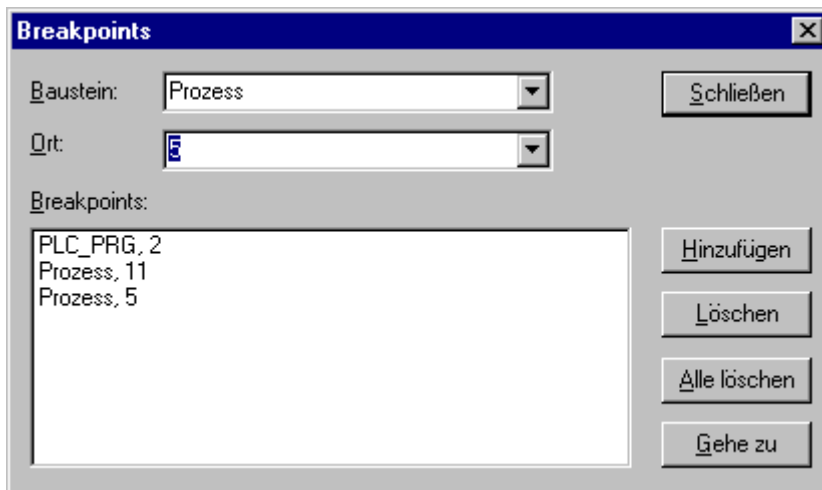 Breakpoints
Baustein: Prozess Schließen
Ort: 5
Breakpoints:
PLC_PRG, 2
Prozess, 11
Prozess, 5
Hinzufügen
Löschen
Alle löschen
Gehe zu